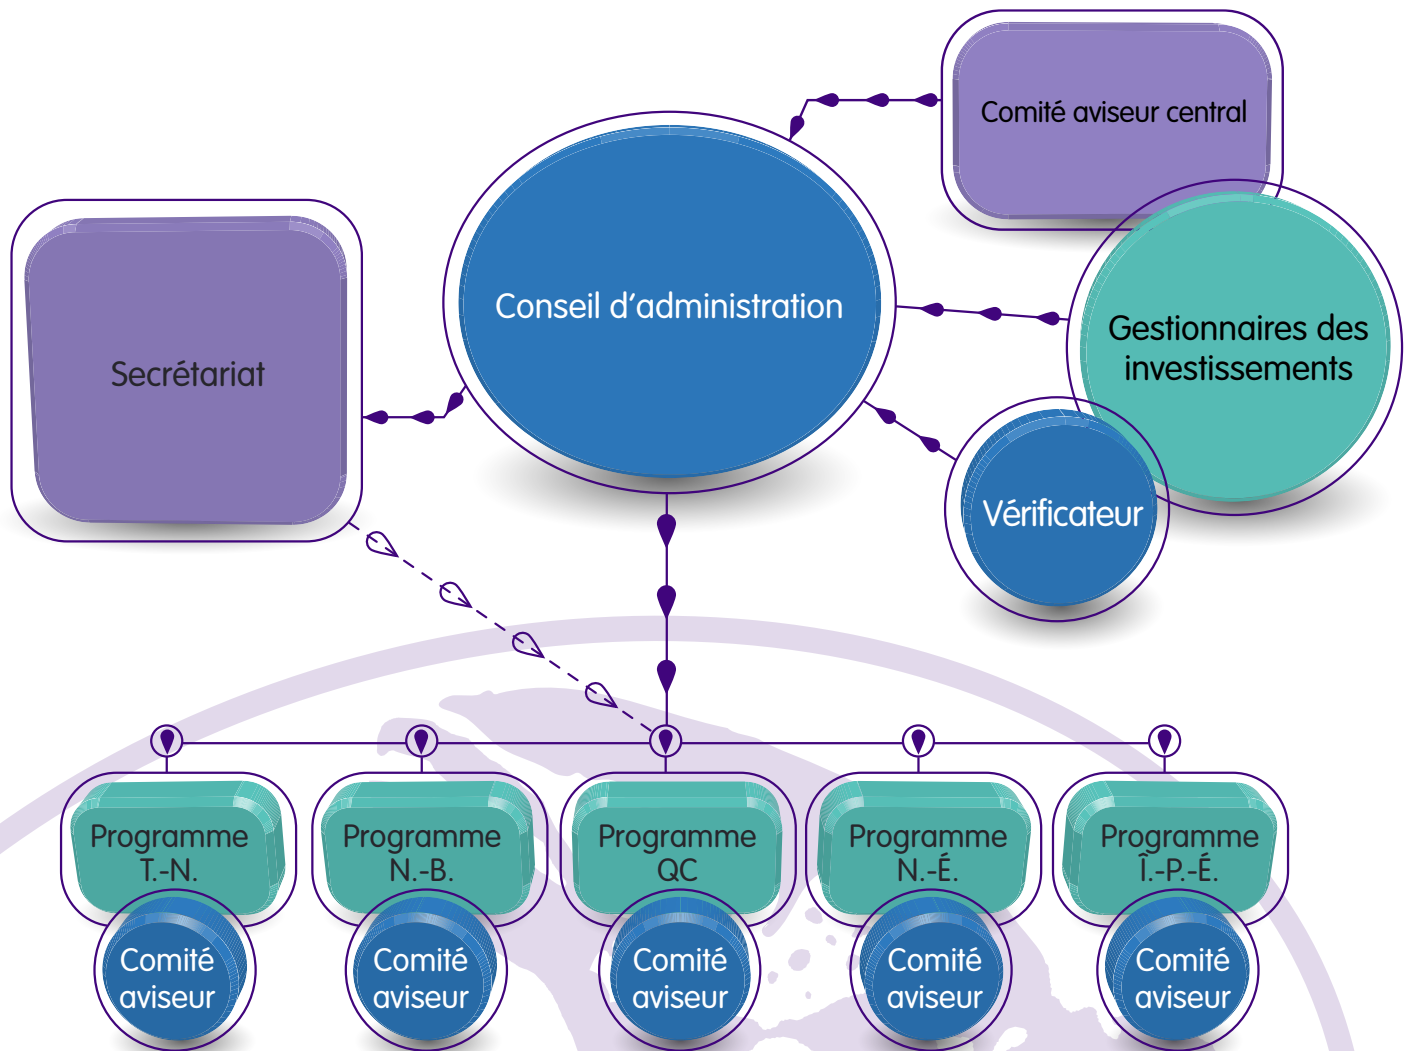 Comité aviseur central
Conseil d’administration
Gestionnaires des
investissements
Secrétariat
Vérificateur
Programme
T.-N.
Programme
N.-B.
Programme
QC
Programme
N.-É.
Programme
Î.-P.-É.
Comité
aviseur
Comité
aviseur
Comité
aviseur
Comité
aviseur
Comité
aviseur